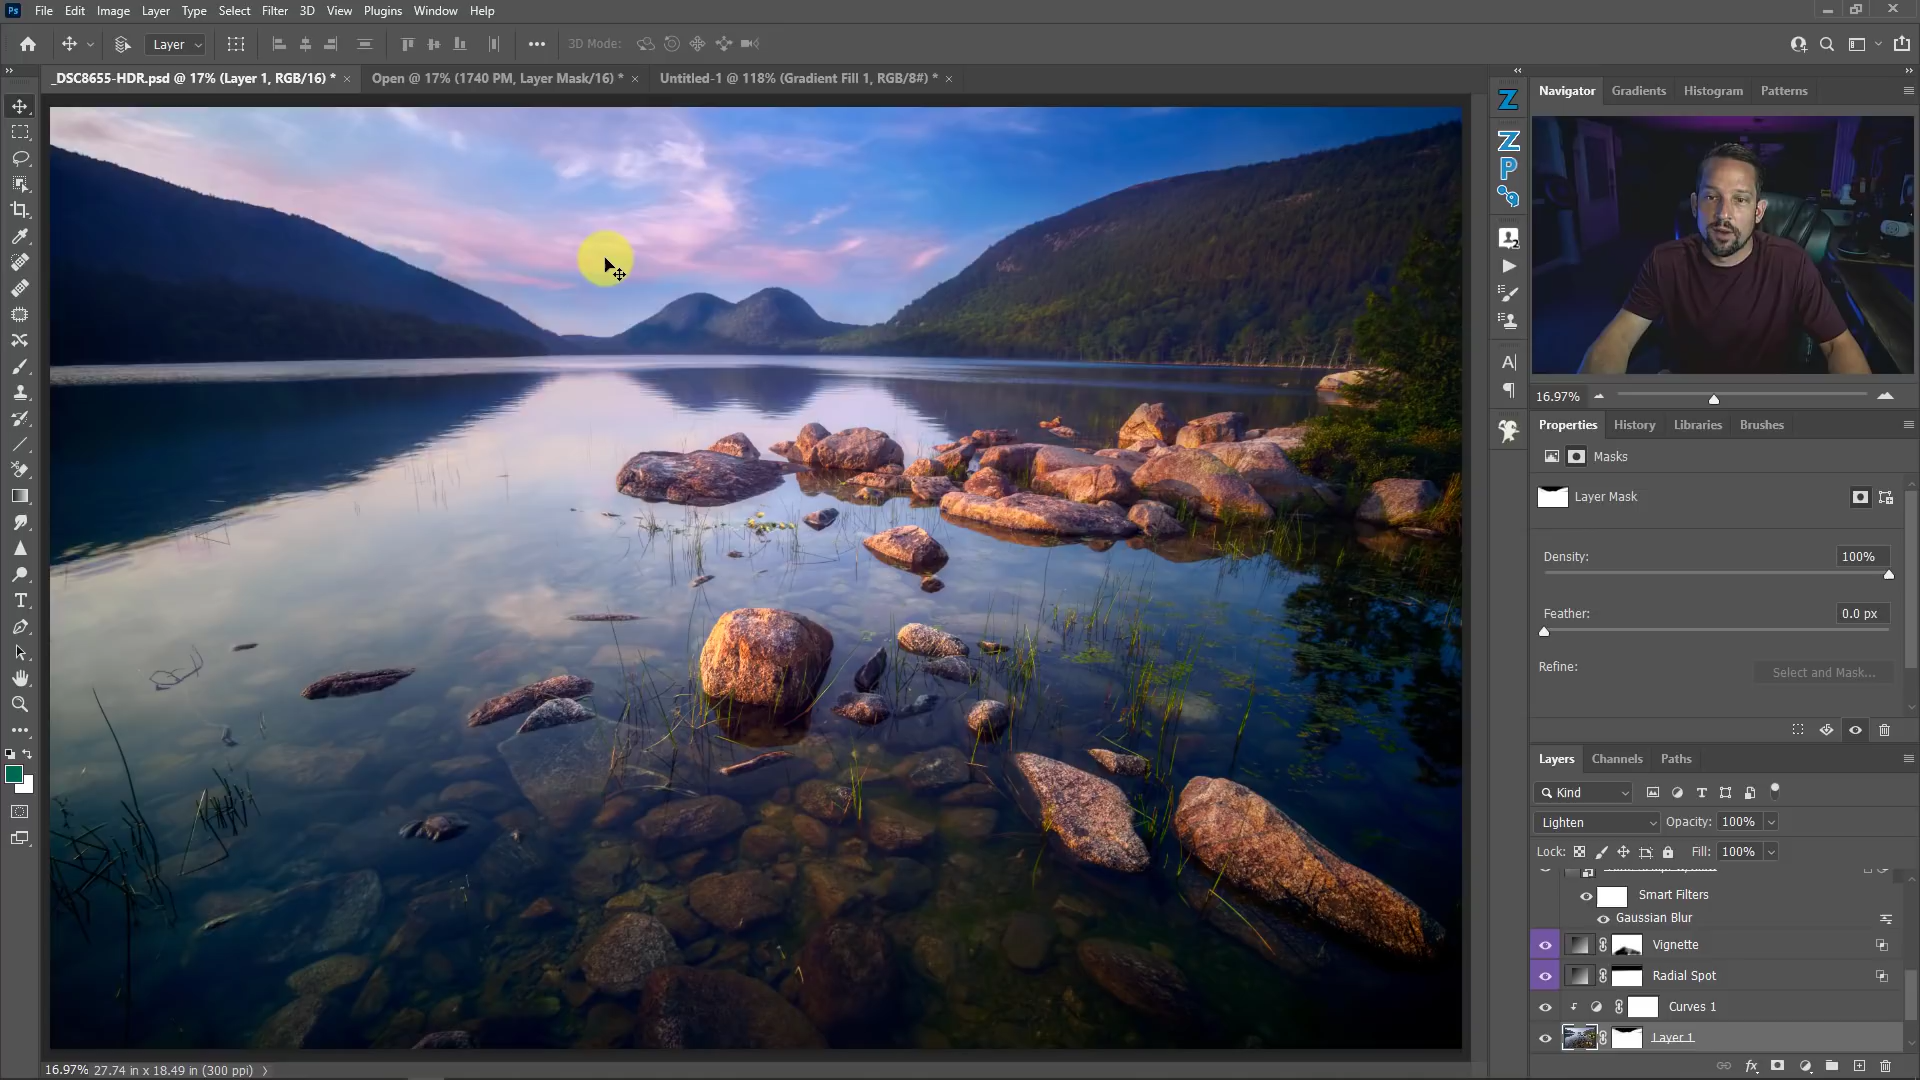 Ps File Edit Image Layer Type Select Filter 3D View Plugins Window Help
Layer 3D Mode:
_DSC8655-HDR.psd @ 17% (Layer 1, RGB/16) * Open @ 17% (1740 PM, Layer Mask/16) * Untitled-1 @ 118% (Gradient Fill 1, RGB/8#) *
Navigator Gradients Histogram Patterns
16.97%
Properties History Libraries Brushes
Masks
Layer Mask
Density: 100%
Feather: 0.0 px
Refine: Select and Mask...
Layers Channels Paths
Kind
Lighten Opacity: 100%
Lock: Fill: 100%
Smart Filters
Gaussian Blur
Vignette
Radial Spot
Curves 1
Layer 1
16.97% 27.74 in x 18.49 in (300 ppi)